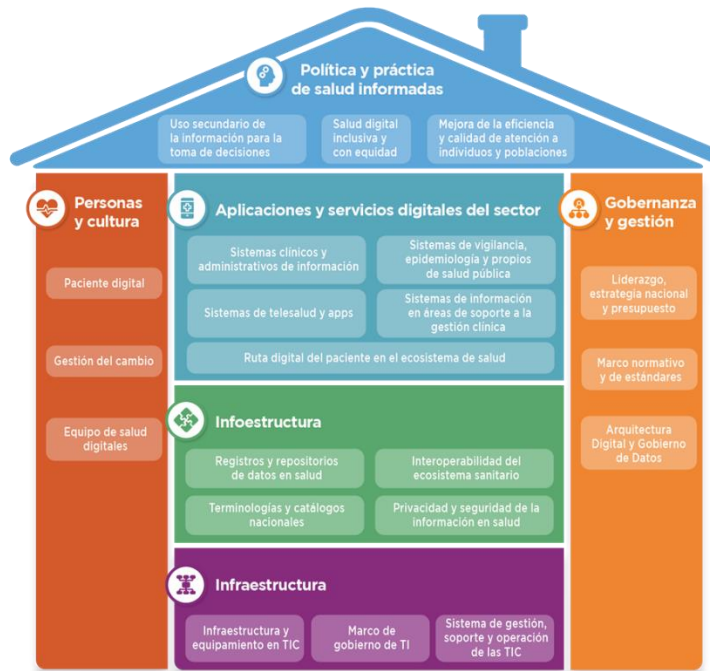 Política y práctica
de salud informadas
Uso secundario de
la información para la
toma de decisiones
Salud digital
inclusiva y
con equidad
Mejora de la eficiencia
y calidad de atención a
individuos y poblaciones
Personas
y cultura
Paciente digital
Gestión del cambio
Equipo de salud
digitales
Aplicaciones y servicios digitales del sector
Sistemas clínicos y
administrativos de información
Sistemas de vigilancia,
epidemiología y propios
de salud pública
Sistemas de telesalud y apps
Sistemas de información
en áreas de soporte a la
gestión clínica
Ruta digital del paciente en el ecosistema de salud
Infoestructura
Registros y repositorios
de datos en salud
Interoperabilidad del
ecosistema sanitario
Terminologías y catálogos
nacionales
Privacidad y seguridad de la
información en salud
Infraestructura
Infraestructura y
equipamiento en TIC
Marco de
gobierno de TI
Sistema de gestión,
soporte y operación
de las TIC
Gobernanza
y gestión
Liderazgo,
estrategia nacional
y presupuesto
Marco normativo
y de estándares
Arquitectura
Digital y Gobierno
de Datos